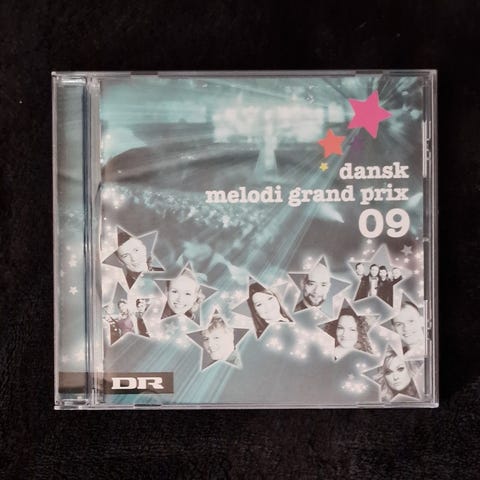 dansk
melodi grand prix
09
DR